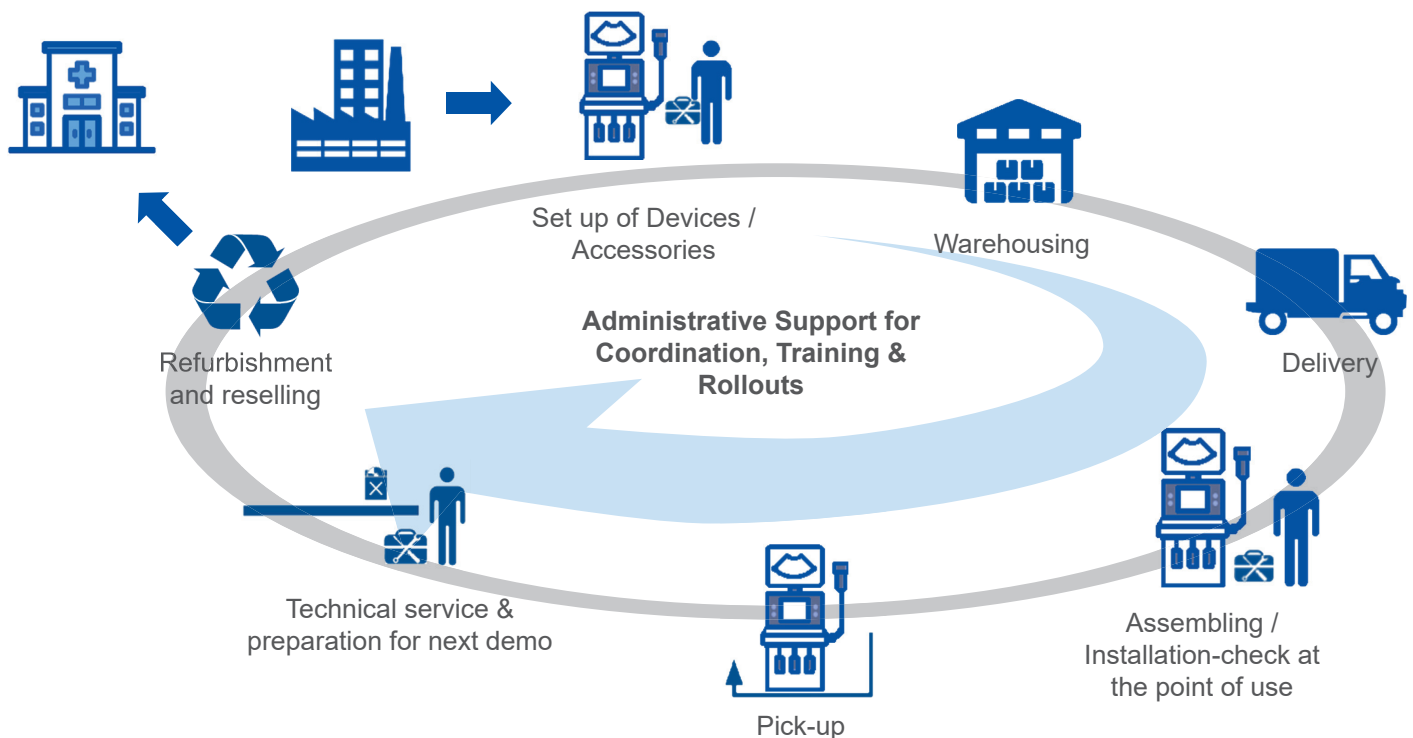 Set up of Devices /
Accessories
Warehousing
Delivery
Administrative Support for
Coordination, Training &
Rollouts
Refurbishment
and reselling
Technical service &
preparation for next demo
Assembling /
Installation-check at
the point of use
Pick-up